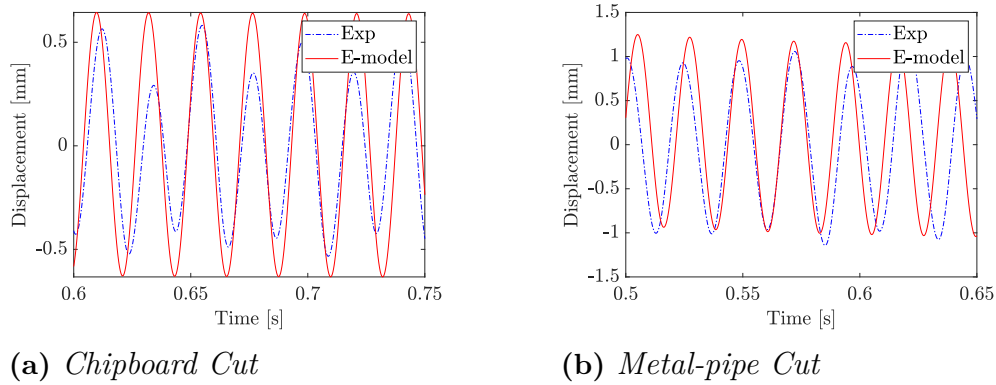 Displacement [mm]
0.5
0
-0.5
0.6
0.65
0.7
0.75
Time [s]
Exp
E-model
(a) Chipboard Cut
Displacement [mm]
1.5
1
0.5
0
-0.5
-1
-1.5
0.5
0.55
0.6
0.65
Time [s]
Exp
E-model
(b) Metal-pipe Cut